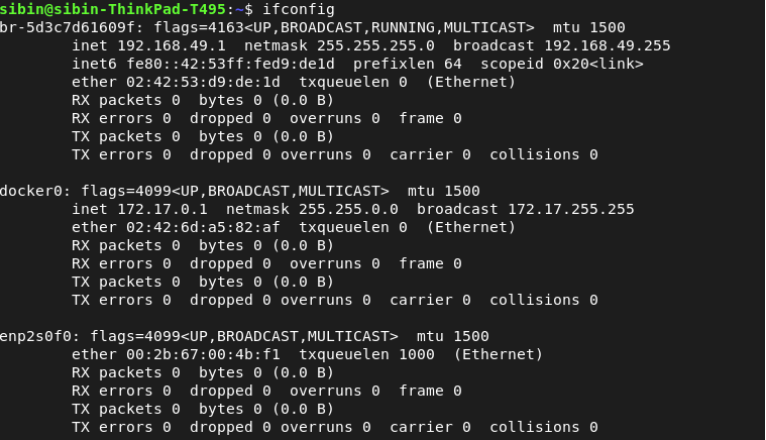 sibin@sibin-ThinkPad-T495:~$ ifconfig
br-5d3c7d61609f: flags=4163<UP,BROADCAST,RUNNING,MULTICAST>  mtu 1500
        inet 192.168.49.1  netmask 255.255.255.0  broadcast 192.168.49.255
        inet6 fe80::42:53ff:fed9:de1d  prefixlen 64  scopeid 0x20<link>
        ether 02:42:53:d9:de:1d  txqueuelen 0  (Ethernet)
        RX packets 0  bytes 0 (0.0 B)
        RX errors 0  dropped 0  overruns 0  frame 0
        TX packets 0  bytes 0 (0.0 B)
        TX errors 0  dropped 0 overruns 0  carrier 0  collisions 0

docker0: flags=4099<UP,BROADCAST,MULTICAST>  mtu 1500
        inet 172.17.0.1  netmask 255.255.0.0  broadcast 172.17.255.255
        ether 02:42:6d:a5:82:af  txqueuelen 0  (Ethernet)
        RX packets 0  bytes 0 (0.0 B)
        RX errors 0  dropped 0  overruns 0  frame 0
        TX packets 0  bytes 0 (0.0 B)
        TX errors 0  dropped 0 overruns 0  carrier 0  collisions 0

enp2s0f0: flags=4099<UP,BROADCAST,MULTICAST>  mtu 1500
        ether 00:2b:67:00:4b:f1  txqueuelen 1000  (Ethernet)
        RX packets 0  bytes 0 (0.0 B)
        RX errors 0  dropped 0  overruns 0  frame 0
        TX packets 0  bytes 0 (0.0 B)
        TX errors 0  dropped 0 overruns 0  carrier 0  collisions 0